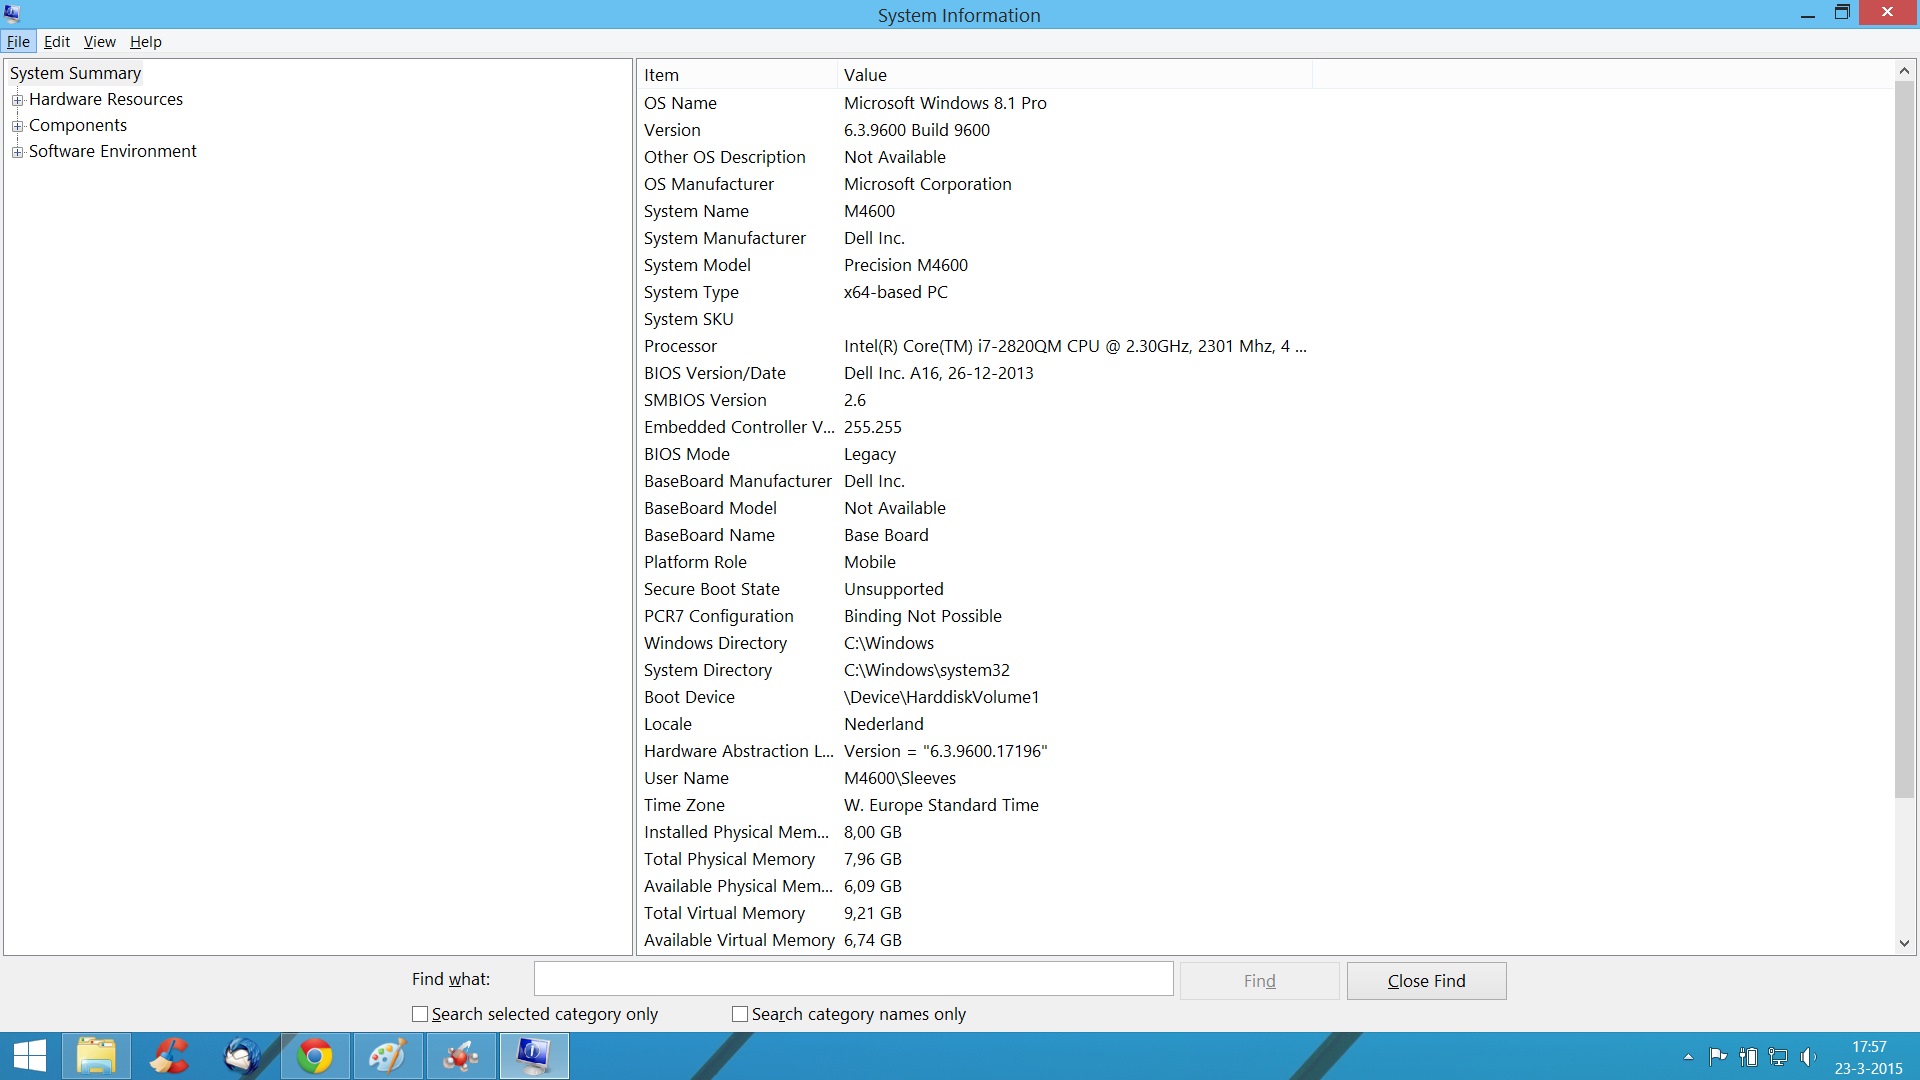 System Information
File Edit View Help
System Summary
Hardware Resources
Components
Software Environment
Item Value
OS Name Microsoft Windows 8.1 Pro
Version 6.3.9600 Build 9600
Other OS Description Not Available
OS Manufacturer Microsoft Corporation
System Name M4600
System Manufacturer Dell Inc.
System Model Precision M4600
System Type x64-based PC
System SKU
Processor Intel(R) Core(TM) i7-2820QM CPU @ 2.30GHz, 2301 Mhz, 4 ...
BIOS Version/Date Dell Inc. A16, 26-12-2013
SMBIOS Version 2.6
Embedded Controller V... 255.255
BIOS Mode Legacy
BaseBoard Manufacturer Dell Inc.
BaseBoard Model Not Available
BaseBoard Name Base Board
Platform Role Mobile
Secure Boot State Unsupported
PCR7 Configuration Binding Not Possible
Windows Directory C:\Windows
System Directory C:\Windows\system32
Boot Device \Device\HarddiskVolume1
Locale Nederland
Hardware Abstraction L... Version = "6.3.9600.17196"
User Name M4600\Sleeves
Time Zone W. Europe Standard Time
Installed Physical Mem... 8,00 GB
Total Physical Memory 7,96 GB
Available Physical Mem... 6,09 GB
Total Virtual Memory 9,21 GB
Available Virtual Memory 6,74 GB
Find what: Find Close Find
Search selected category only Search category names only
17:57
23-3-2015